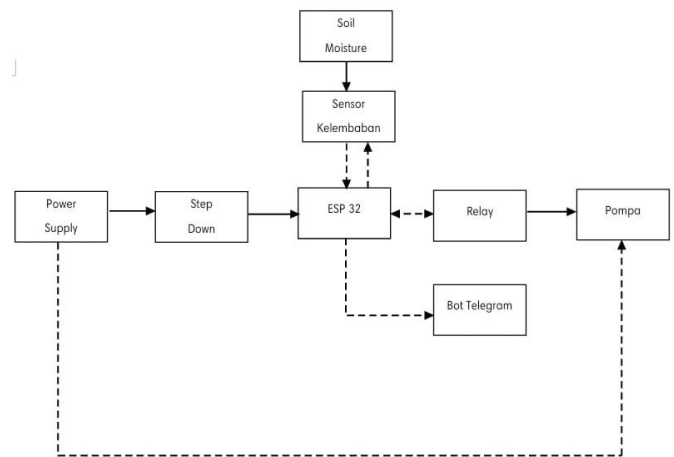 Soil
Moisture
Sensor
Kelembaban
Power
Supply
Step
Down
ESP 32
Relay
Pompa
Bot Telegram